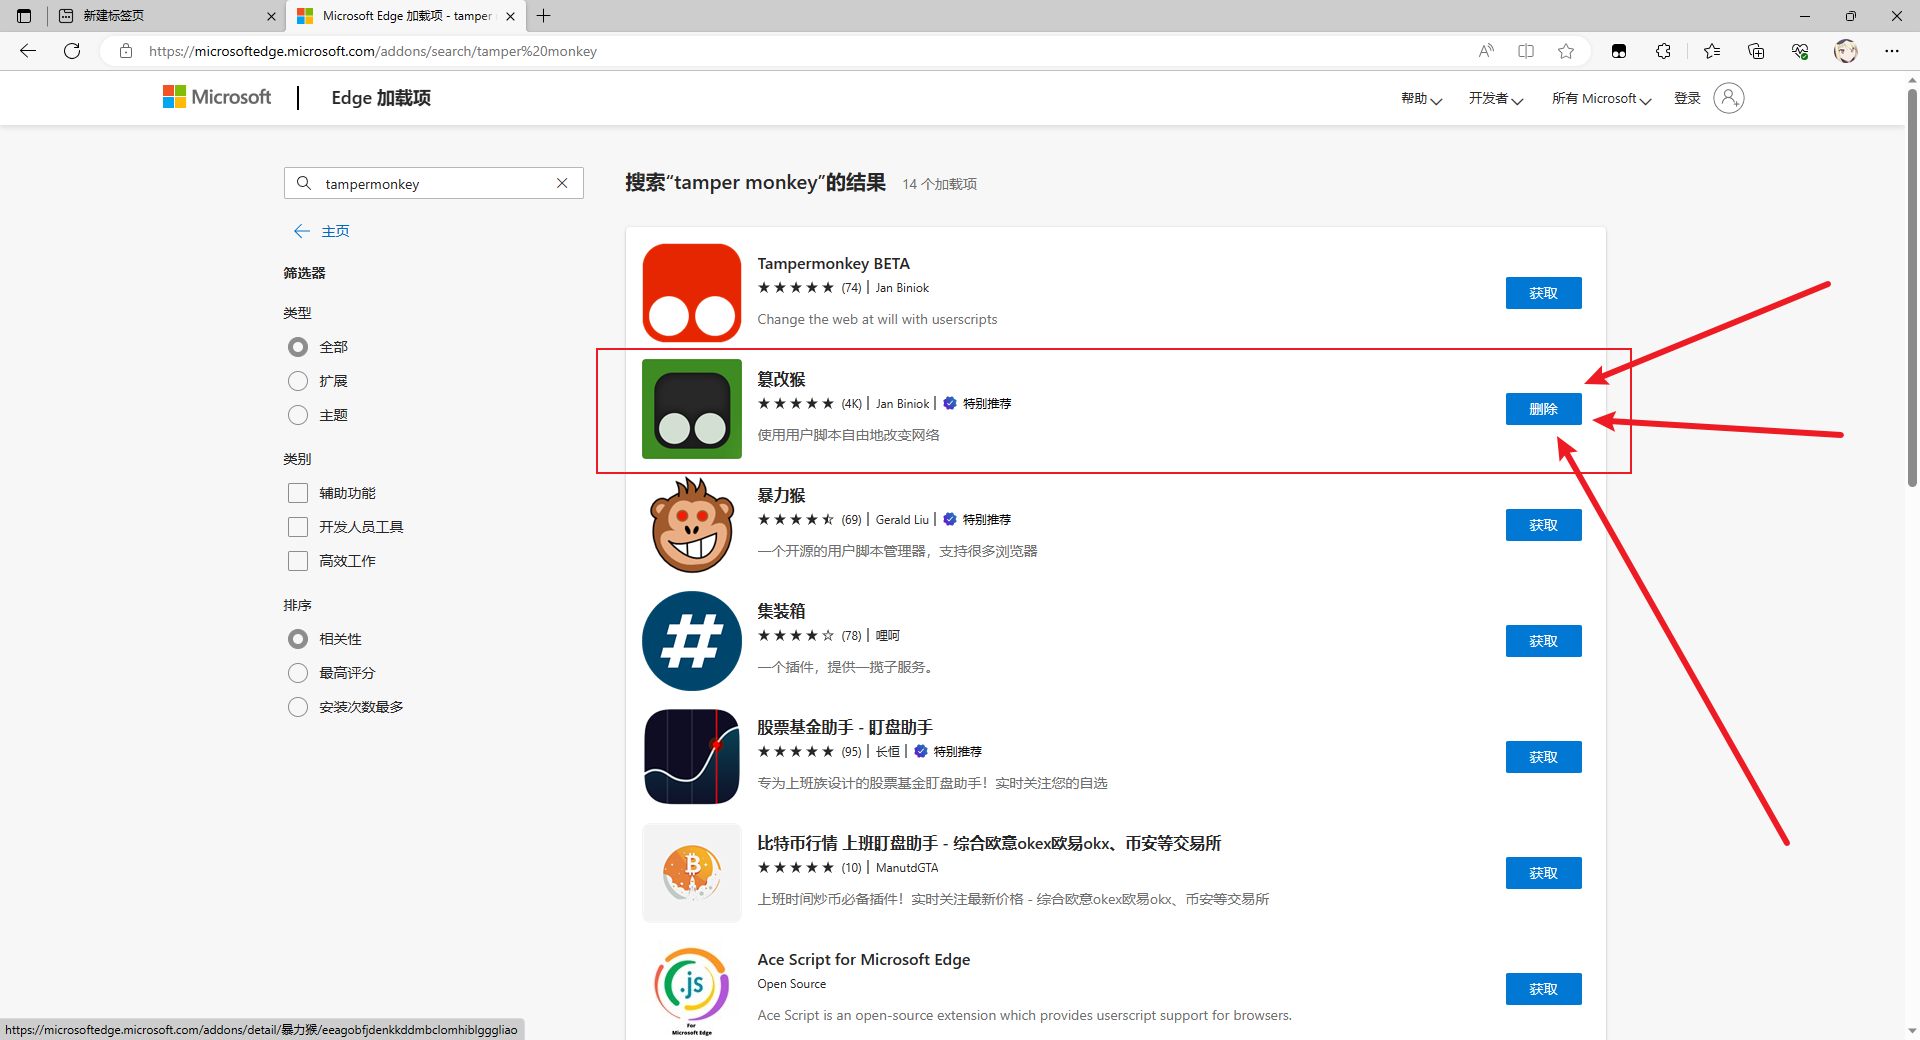 新建标签页
Microsoft Edge 加载项 - tamper
https://microsoftedge.microsoft.com/addons/search/tamper%20monkey
Microsoft
Edge 加载项
帮助
开发者
所有 Microsoft
登录
tampermonkey
搜索“tamper monkey”的结果
14 个加载项
主页
筛选器
类型
全部
扩展
主题
类别
辅助功能
开发人员工具
高效工作
排序
相关性
最高评分
安装次数最多
Tampermonkey BETA
(74) | Jan Biniok
Change the web at will with userscripts
获取
篡改猴
(4K) | Jan Biniok | 特别推荐
使用用户脚本自由地改变网络
删除
暴力猴
(69) | Gerald Liu | 特别推荐
一个开源的用户脚本管理器，支持很多浏览器
获取
#
集装箱
(78) | 哩呵
一个插件，提供一揽子服务。
获取
股票基金助手 - 盯盘助手
(95) | 长恒 | 特别推荐
专为上班族设计的股票基金盯盘助手！实时关注您的自选
获取
比特币行情 上班盯盘助手 - 综合欧意okex欧易okx、币安等交易所
(10) | ManutdGTA
上班时间炒币必备插件！实时关注最新价格 - 综合欧意okex欧易okx、币安等交易所
获取
.js
For
Microsoft Edge
Ace Script for Microsoft Edge
Open Source
Ace Script is an open-source extension which provides userscript support for browsers.
获取
https://microsoftedge.microsoft.com/addons/detail/暴力猴/eeagobfjdenkkddmbclomhiblgggliao